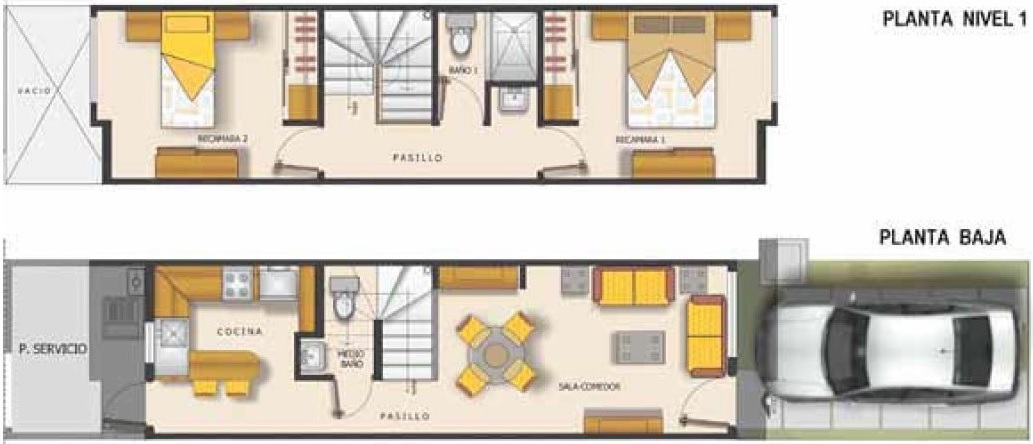 PLANTA NIVEL 1
VACIO
BAÑO 1
RECAMARA 2
RECAMARA 1
PASILLO
PLANTA BAJA
COCINA
P. SERVICIO
MEDIO
BAÑO
SALA-COMEDOR
PASILLO